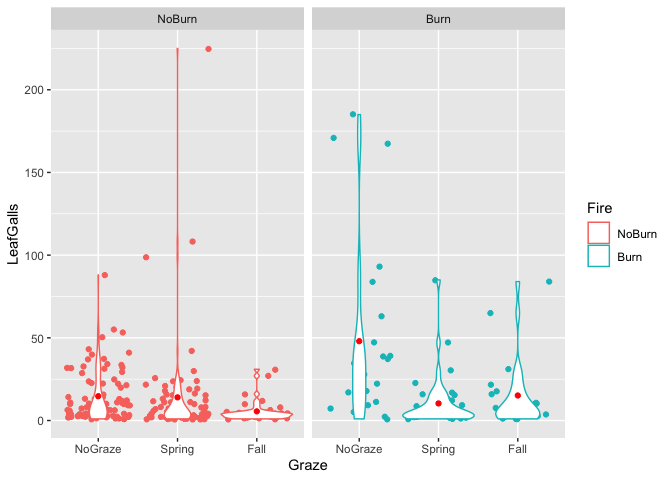 NoBurn Burn
200
150
100
50
0
LeafGalls
NoGraze Spring Fall NoGraze Spring Fall
Graze
Fire
NoBurn
Burn